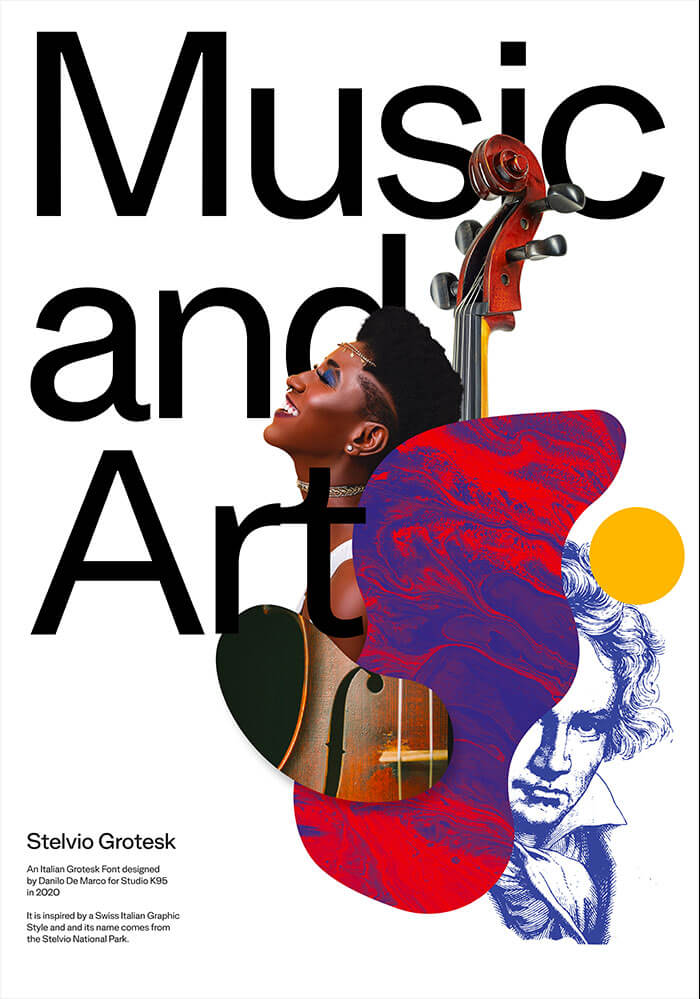 Music
and
Art
Stelvio Grotesk
An Italian Grotesk Font designed
by Danilo De Marco for Studio K95
in 2020
It is inspired by a Swiss Italian Graphic
Style and and its name comes from
the Stelvio National Park.